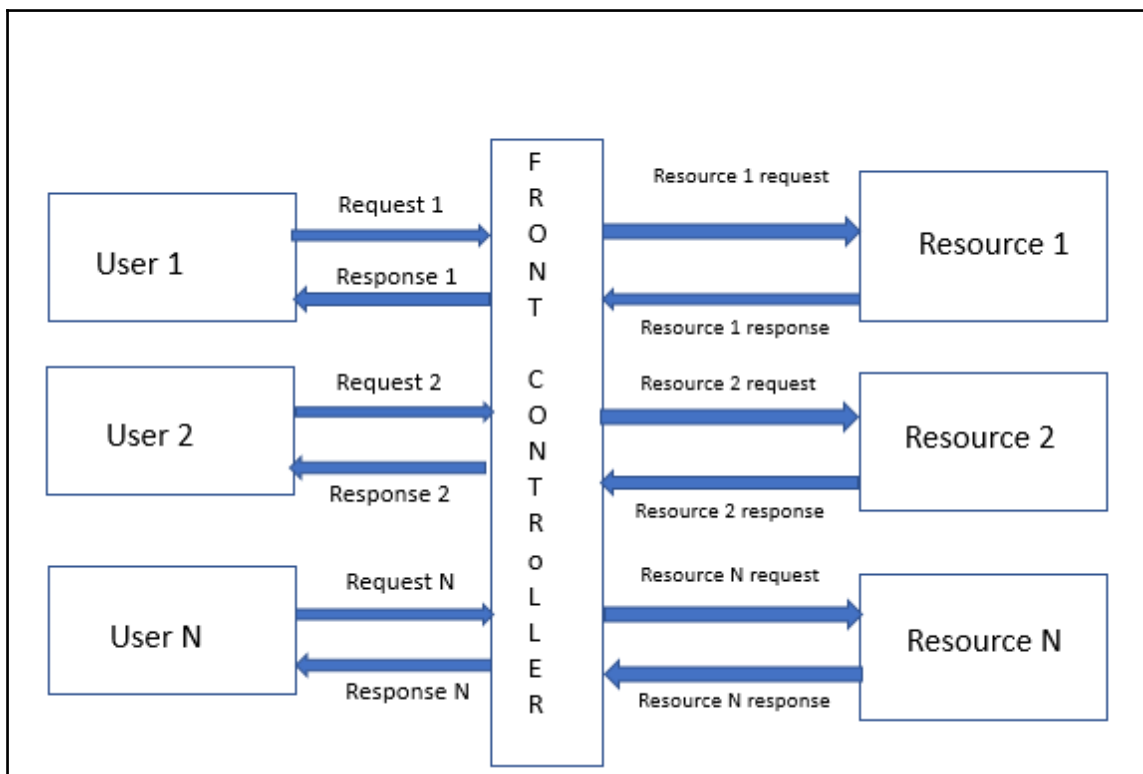 User 1
Request 1
Response 1
User 2
Request 2
Response 2
User N
Request N
Response N
F
R
O
N
T
C
O
N
T
R
o
L
L
E
R
Resource 1 request
Resource 1 response
Resource 1
Resource 2 request
Resource 2 response
Resource 2
Resource N request
Resource N response
Resource N